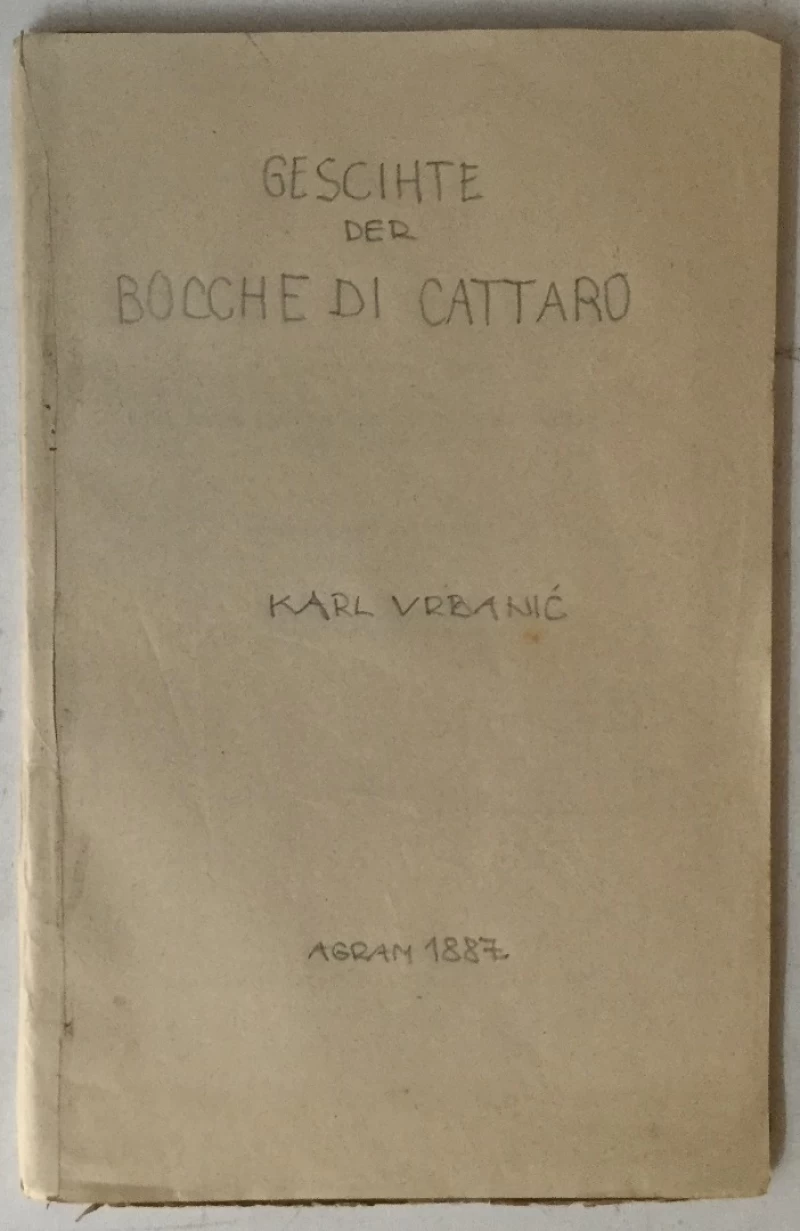 GESCIHTE
DER
BOCCHE DI CATTARO
KARL VRBANIĆ
AGRAM 1887